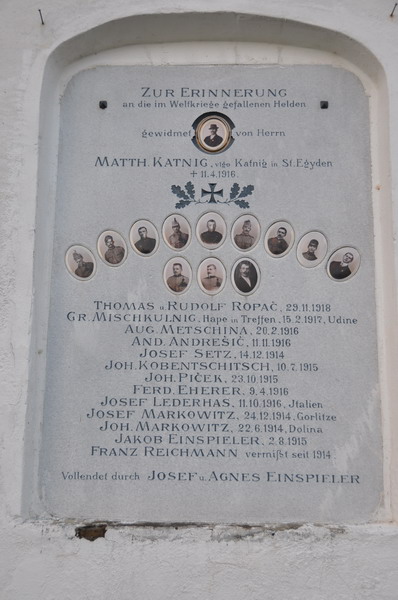 ZUR ERINNERUNG
an die im Weltkriege gefallenen Helden
gewidmet von Herrn
MATTH. KATNIG, vlgo Katnig in St. Egyden
† 11.4.1916.
THOMAS u. RUDOLF ROPAČ, 29.11.1918
GR. MISCHKULNIG, Hape in Treffen, 15.2.1917, Udine
AUG. METSCHINA, 20.2.1916
AND. ANDREŠIČ, 11.11.1916
JOSEF SETZ, 14.12.1914
JOH. KOBENTSCHITSCH, 10.7.1915
JOH. PIČEK, 23.10.1915
FERD. EHERER, 9.4.1916
JOSEF LEDERHAS, 11.10.1916, Italien
JOSEF MARKOWITZ, 24.12.1914, Gorlitze
JOH. MARKOWITZ, 22.6.1914, Dolina
JAKOB EINSPIELER, 2.8.1915
FRANZ REICHMANN vermißt seit 1914
Vollendet durch JOSEF u. AGNES EINSPIELER